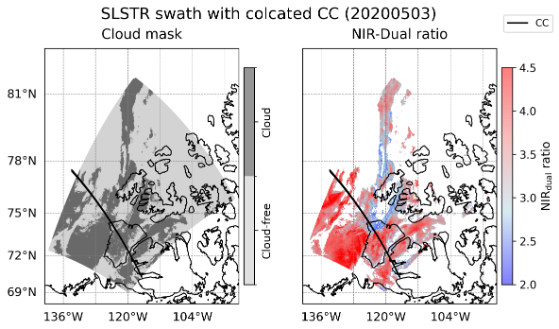 SLSTR swath with colcated CC (20200503)
CC
Cloud mask
NIR-Dual ratio
81°N
78°N
75°N
72°N
69°N
136°W 120°W 104°W
Cloud
Cloud-free
136°W 120°W 104°W
4.5
4.0
3.5
3.0
2.5
2.0
NIRdual ratio